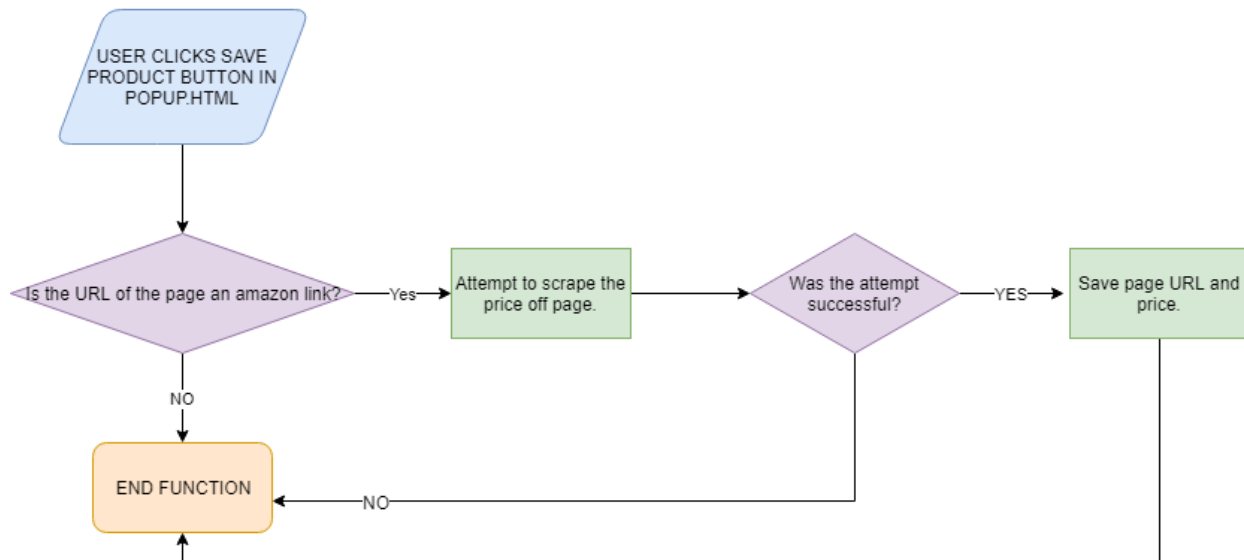 USER CLICKS SAVE
PRODUCT BUTTON IN
POPUP.HTML
Is the URL of the page an amazon link?
Yes
Attempt to scrape the
price off page.
Was the attempt
successful?
YES
Save page URL and
price.
NO
END FUNCTION
NO